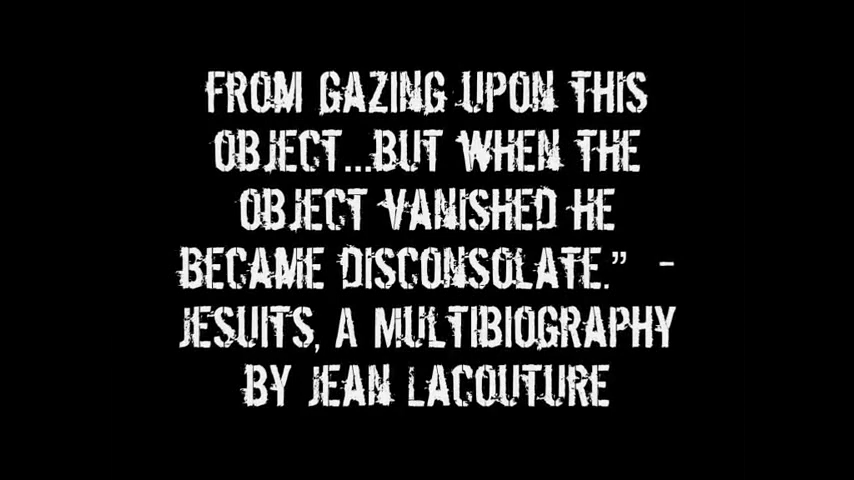 FROM GAZING UPON THIS
OBJECT...BUT WHEN THE
OBJECT VANISHED HE
BECAME DISCONSOLATE.” -
JESUITS, A MULTIBIOGRAPHY
BY JEAN LACOUTURE